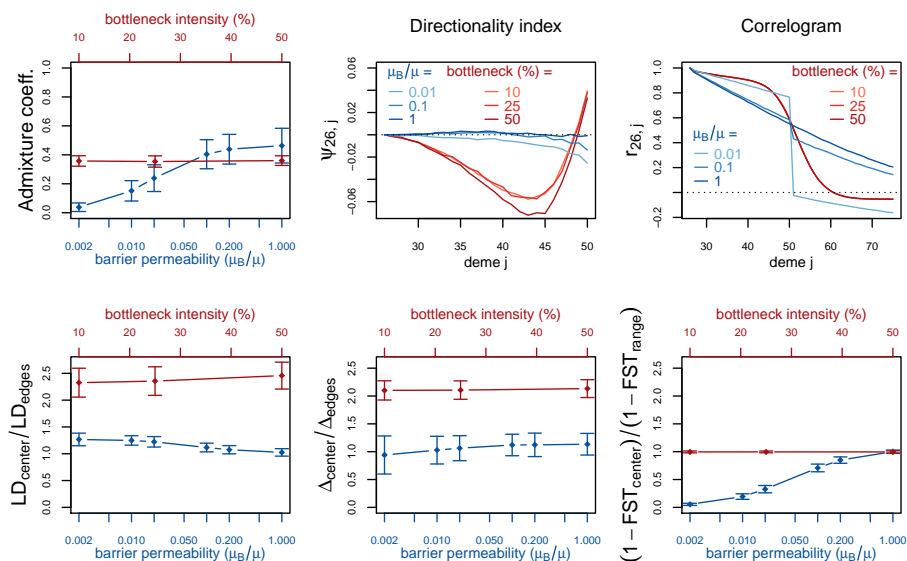 bottleneck intensity (%)
10 20 30 40 50
Admixture coeff.
0.0 0.2 0.4 0.6 0.8 1.0
0.002 0.010 0.050 0.200 1.000
barrier permeability (μB/μ)
Directionality index
μB/μ = bottleneck (%) =
0.01 10
0.1 25
1 50
Ψ26, j
−0.06 −0.02 0.02 0.06
30 35 40 45 50
deme j
Correlogram
bottleneck (%) =
10
25
50
μB/μ =
0.01
0.1
1
r26, j
−0.2 0.2 0.4 0.6 0.8 1.0
30 40 50 60 70
deme j
bottleneck intensity (%)
10 20 30 40 50
LDcenter/LDedges
0.0 0.5 1.0 1.5 2.0 2.5
0.002 0.010 0.050 0.200 1.000
barrier permeability (μB/μ)
bottleneck intensity (%)
10 20 30 40 50
Δcenter/Δedges
0.0 0.5 1.0 1.5 2.0 2.5
0.002 0.010 0.050 0.200 1.000
barrier permeability (μB/μ)
bottleneck intensity (%)
10 20 30 40 50
(1 − FSTcenter)/(1 − FSTrange)
0.0 0.5 1.0 1.5 2.0 2.5
0.002 0.010 0.050 0.200 1.000
barrier permeability (μB/μ)